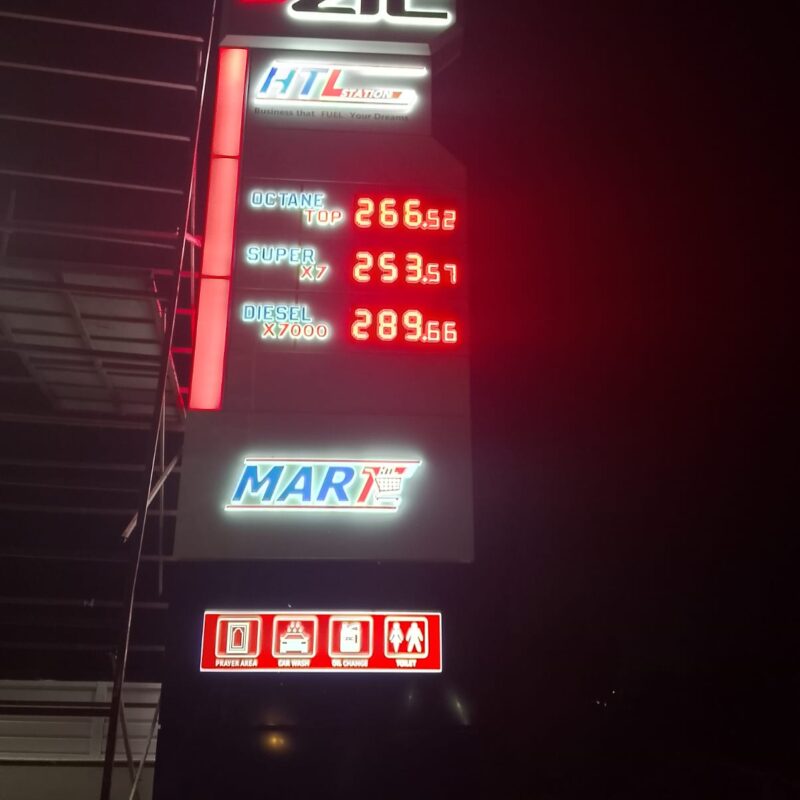 ZIC
HTL
STATION
Business that FUEL Your Dreams
OCTANE
TOP 266.52
SUPER
X7 253.57
DIESEL
X7000 289.66
MART
HTL
PRAYER AREA CAR WASH OIL CHANGE TOILET